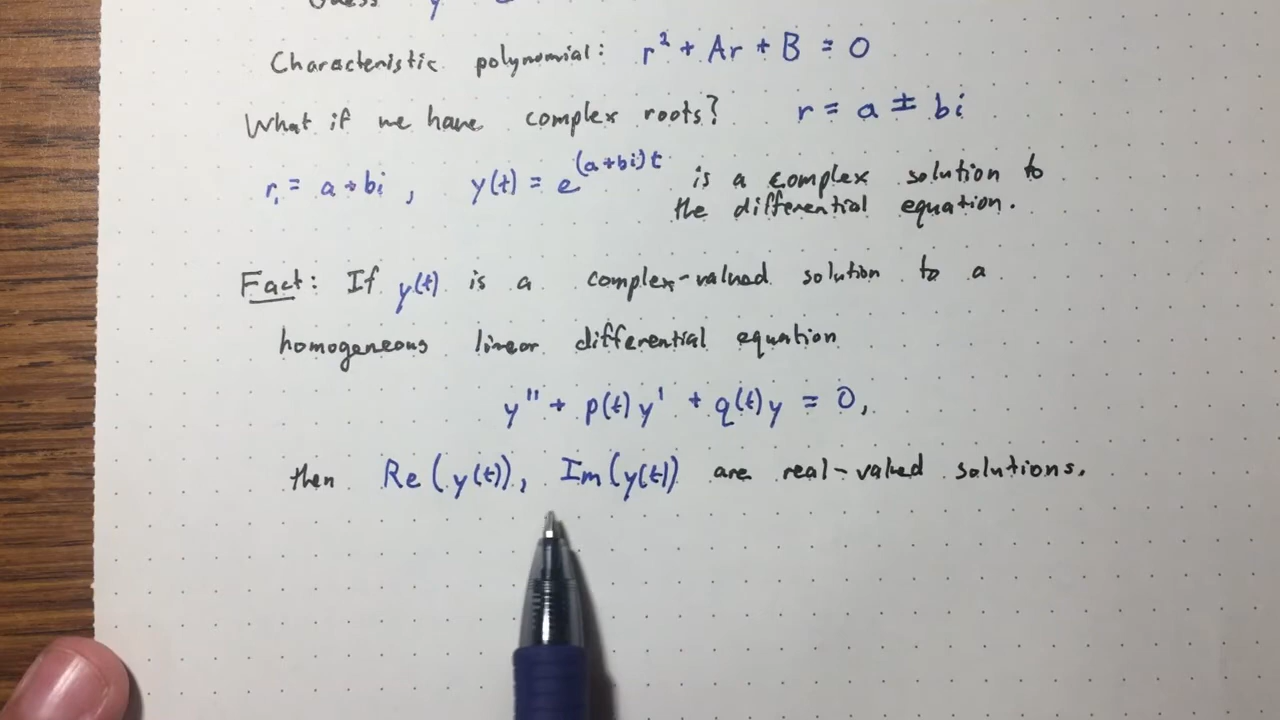 Guess y
Characteristic polynomial: r² + Ar + B = 0
What if we have complex roots? r = a ± bi
r₁ = a+bi, y(t) = e^(a+bi)t is a complex solution to
the differential equation.
Fact: If y(t) is a complex-valued solution to a
homogeneous linear differential equation
y" + p(t)y' + q(t)y = 0,
then Re(y(t)), Im(y(t)) are real-valued solutions.